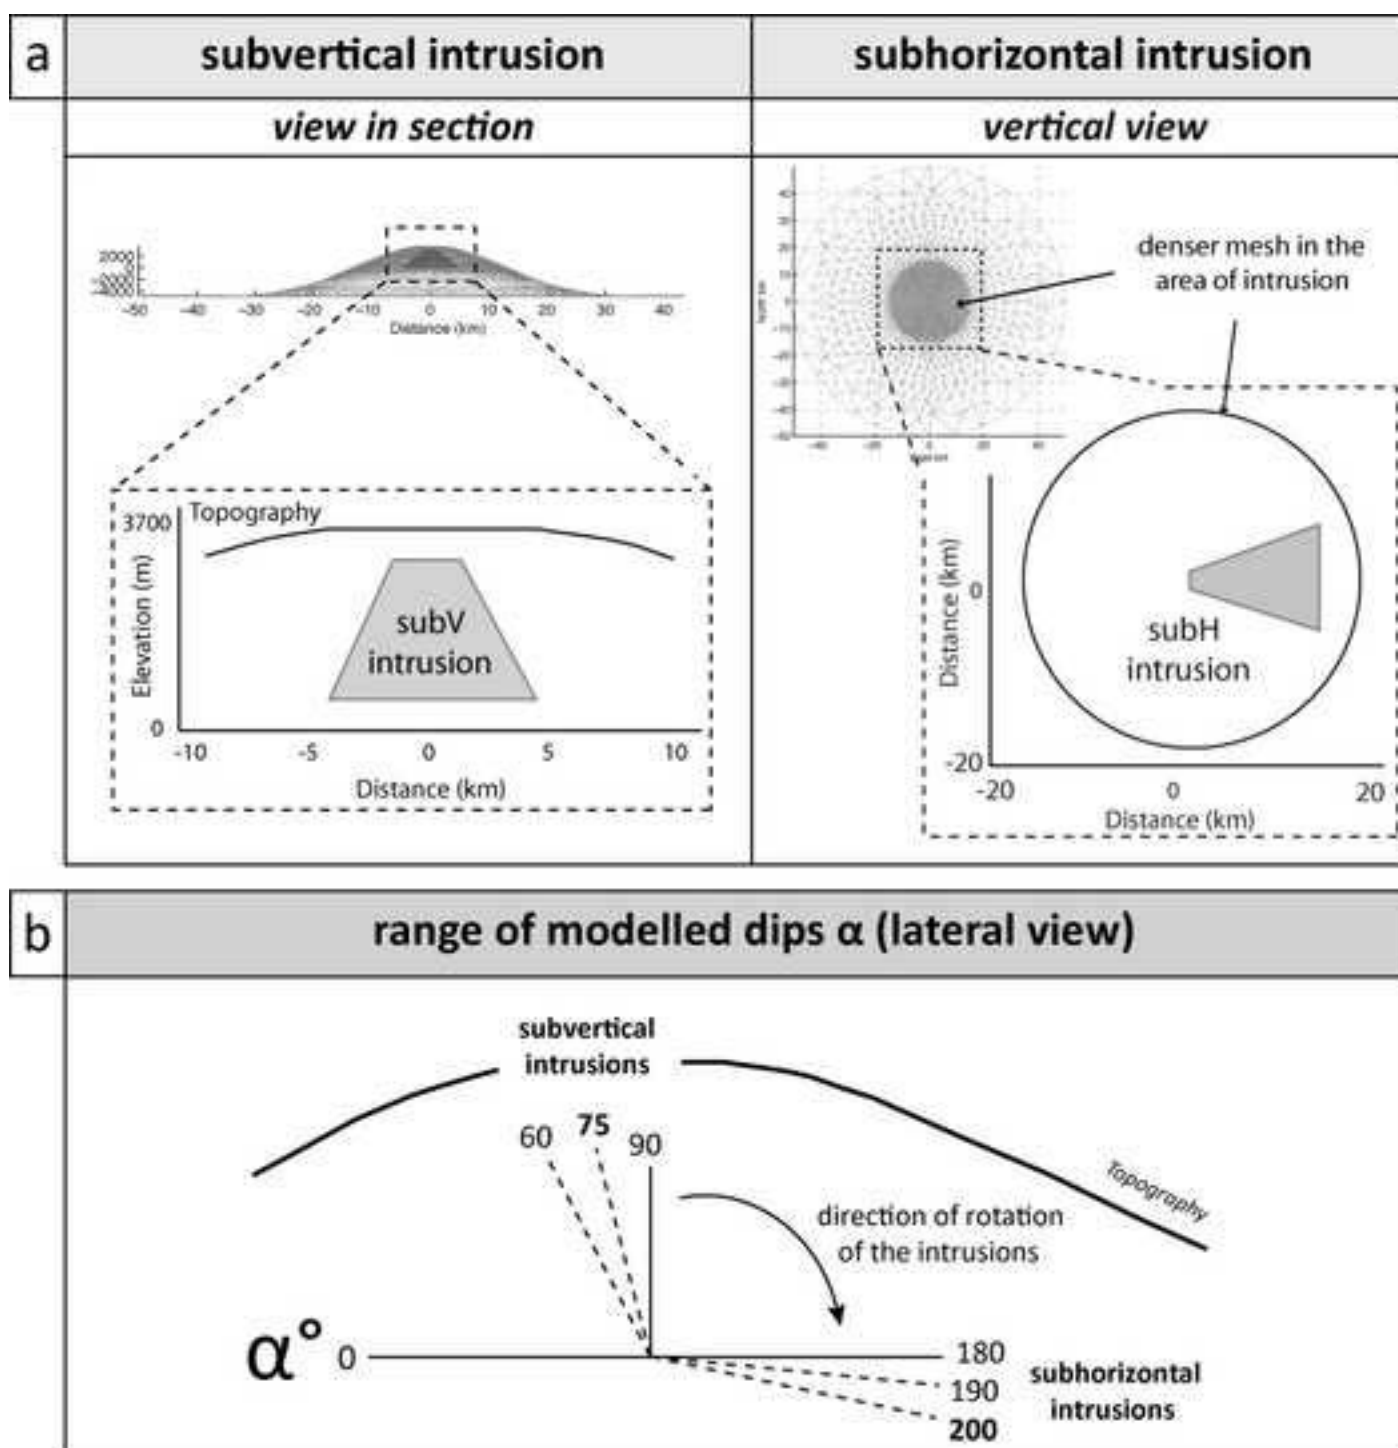 a
subvertical intrusion
subhorizontal intrusion
view in section
vertical view
2000
0
-2000
-4000
-50 -40 -30 -20 -10 0 10 20 30 40
Distance (km)
denser mesh in the
area of intrusion
3700
Topography
Elevation (m)
subV
intrusion
0
-10 -5 0 5 10
Distance (km)
Distance (km)
0
subH
intrusion
-20
-20 0 20
Distance (km)
b
range of modelled dips α (lateral view)
subvertical
intrusions
60 75 90
Topography
direction of rotation
of the intrusions
α°
0
180
190
200
subhorizontal
intrusions